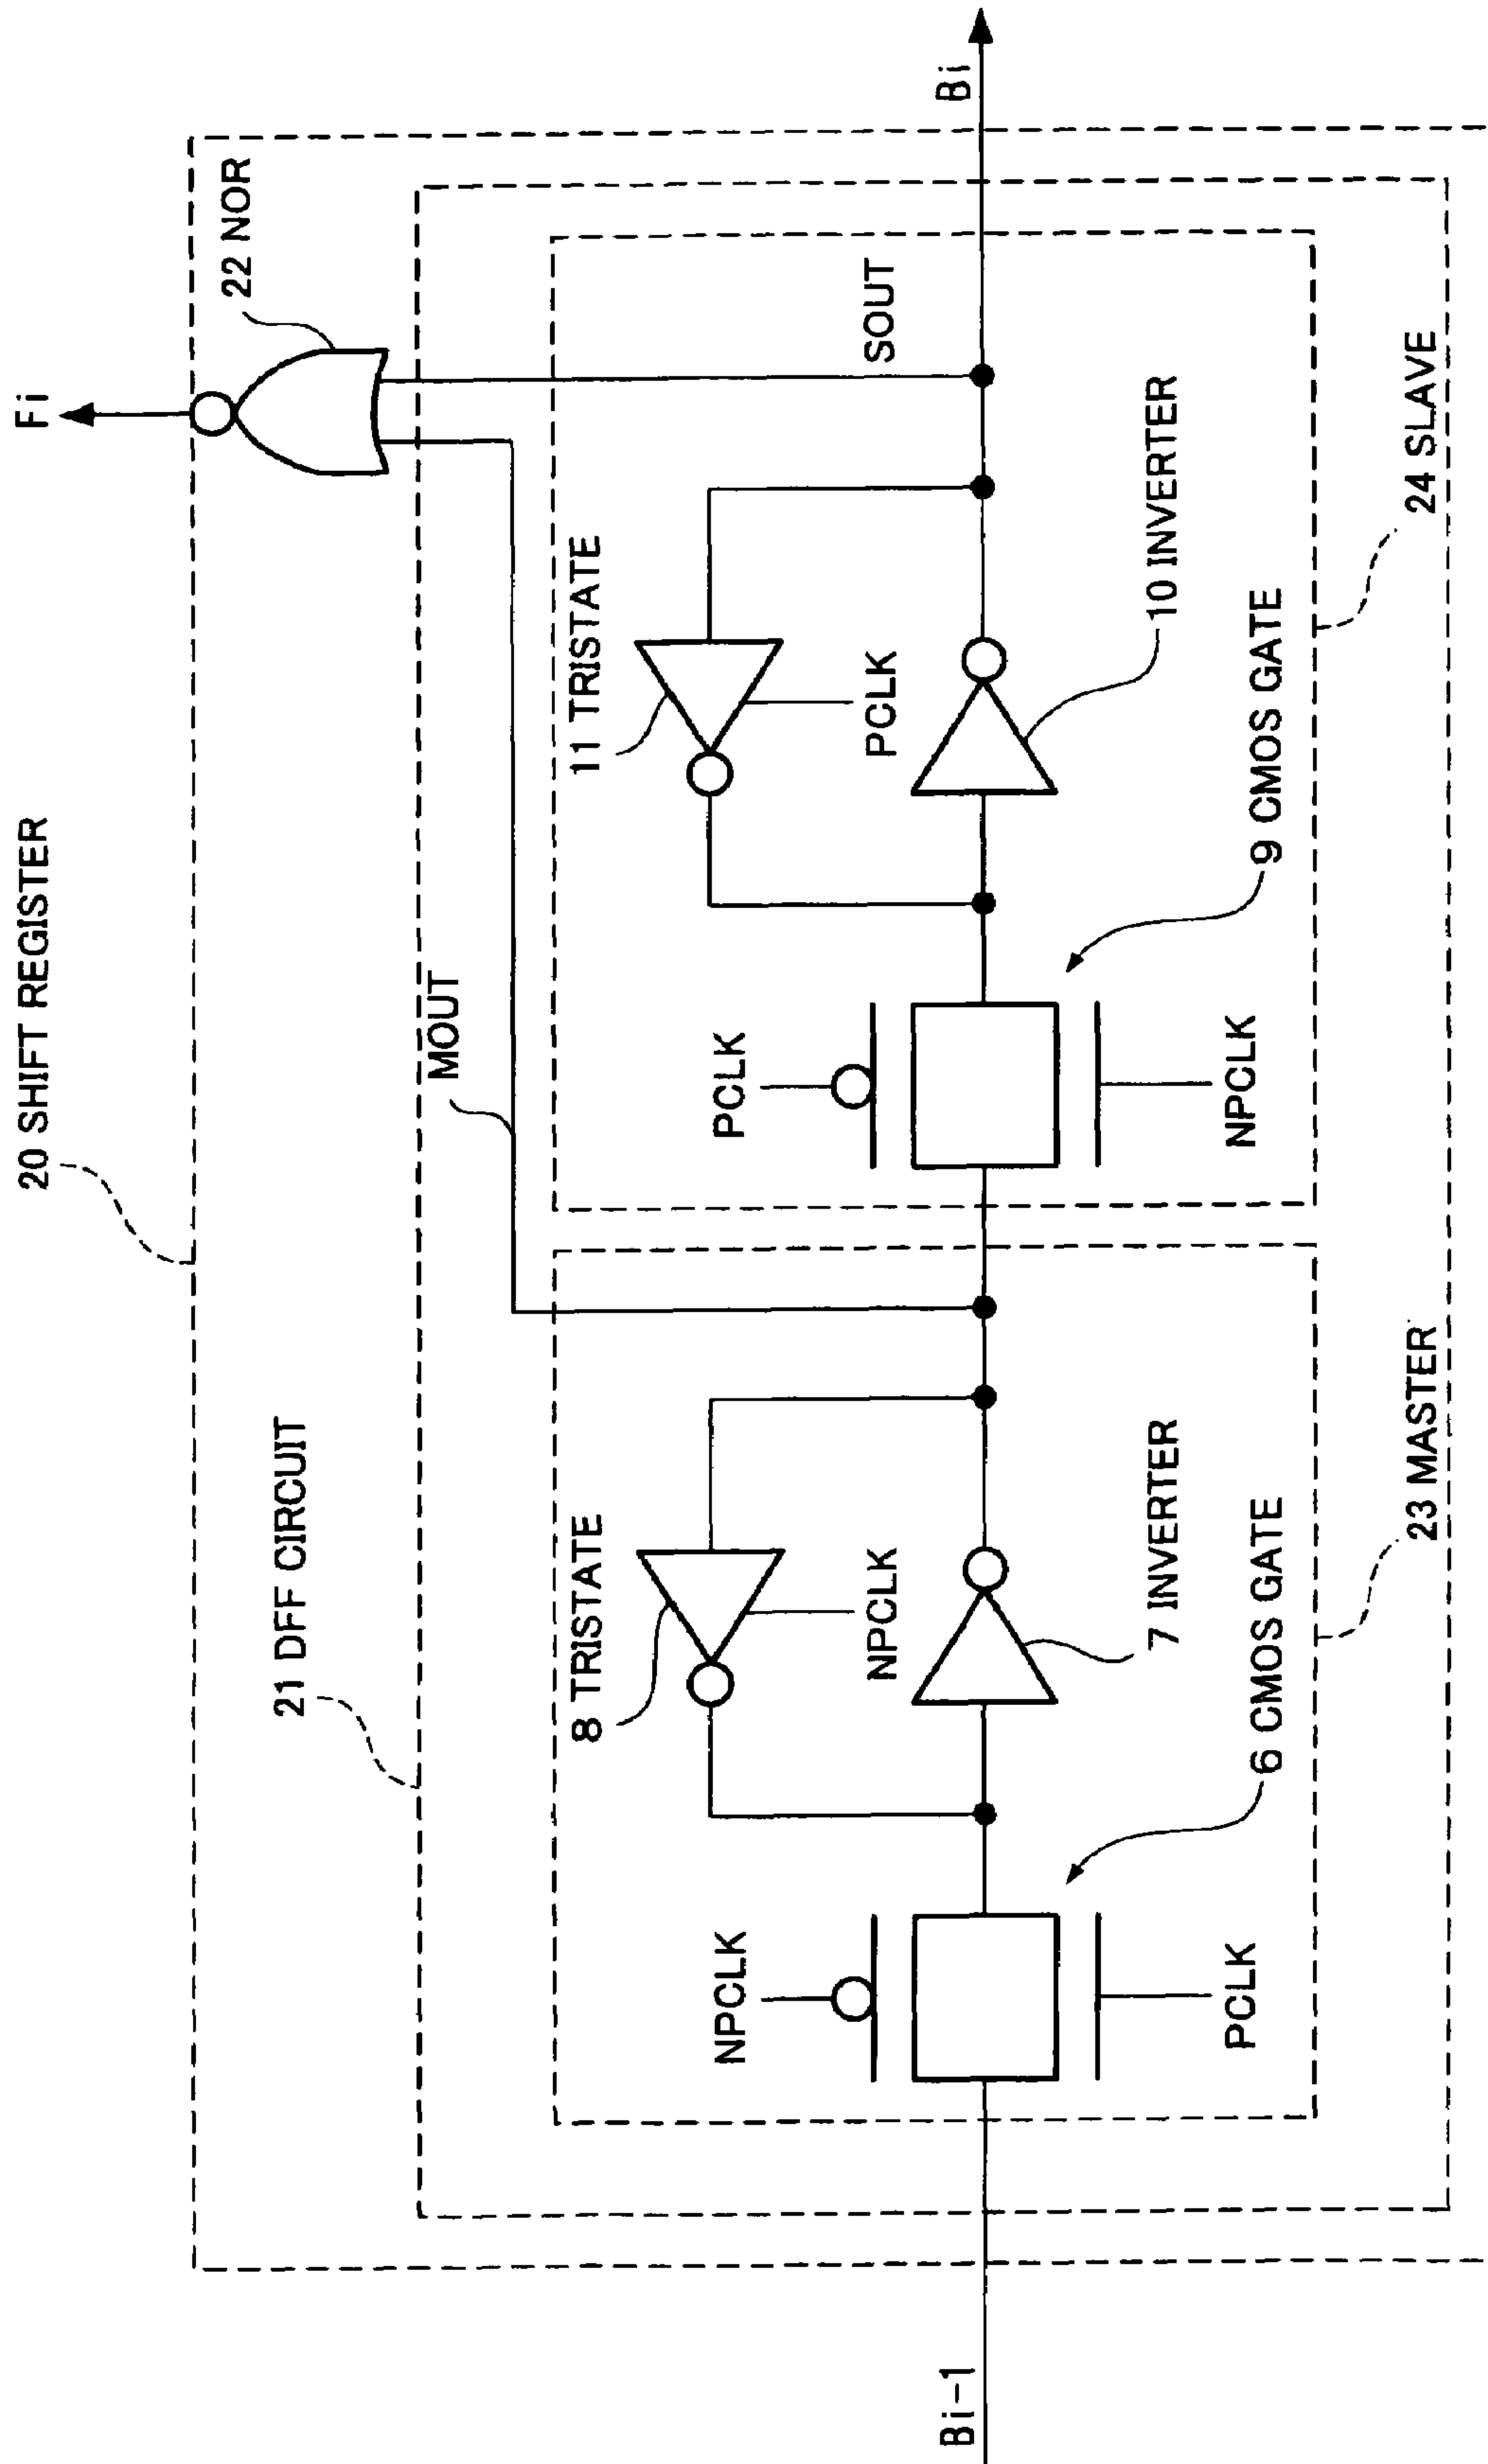 20 SHIFT REGISTER
Fi
22 NOR
21 DFF CIRCUIT
MOUT
8 TRISTATE
11 TRISTATE
NPCLK
NPCLK
PCLK
PCLK
SOUT
Bi-1
Bi
7 INVERTER
10 INVERTER
PCLK
6 CMOS GATE
NPCLK
9 CMOS GATE
23 MASTER
24 SLAVE